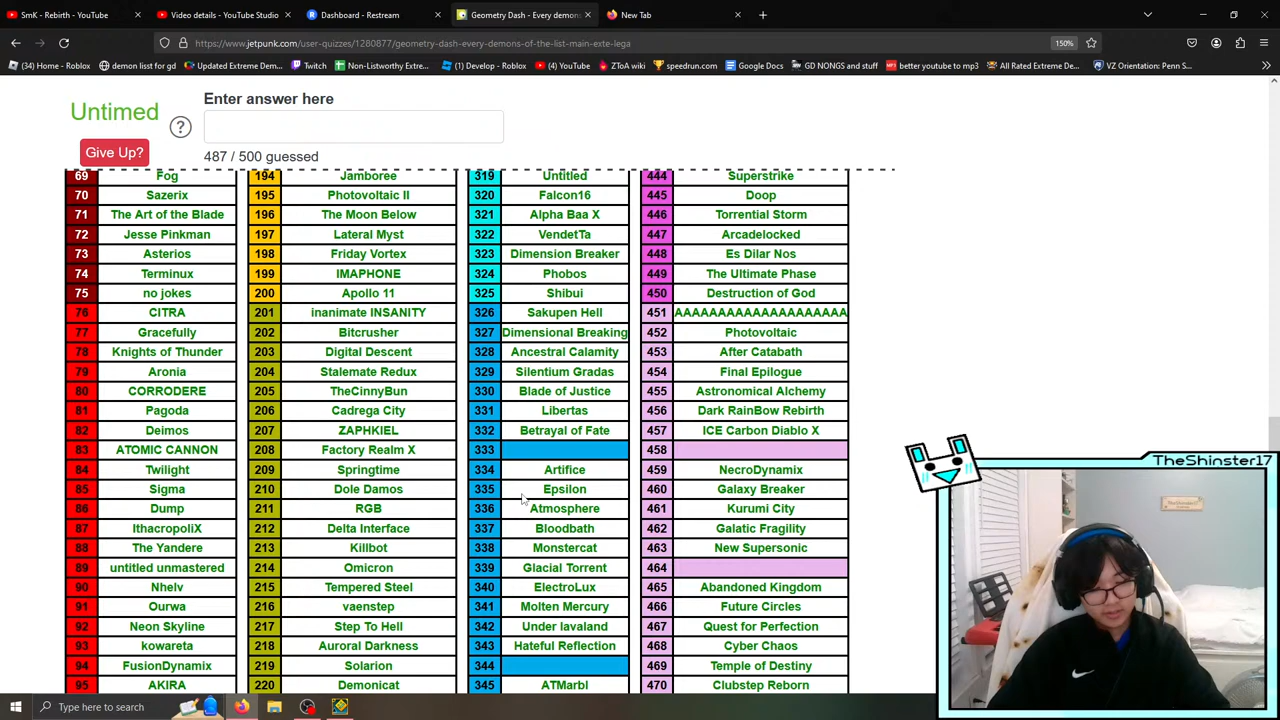 SmK - Birkify - YouTube
Video details - YouTube Studio
Dashboard - Restream
Geometry Dash - Every demons
New Tab
https://www.jetpunk.com/user-quizzes/1280877/geometry-dash-every-demons-of-the-list-main-exte-lega
150%
(34) Home - Roblox
demon lisst for gd
Updated Extreme Dem...
Twitch
Non-Listworthy Extre...
(1) Develop - Roblox
(4) YouTube
ZToA wiki
speedrun.com
Google Docs
GD NONGS and stuff
better youtube to mp3
All Rated Extreme De...
VZ Orientation: Penn S...
Untimed
Enter answer here
?
Give Up?
487 / 500 guessed
69 Fog 194 Jamboree 319 Untitled 444 Superstrike
70 Sazerix 195 Photovoltaic II 320 Falcon16 445 Doop
71 The Art of the Blade 196 The Moon Below 321 Alpha Baa X 446 Torrential Storm
72 Jesse Pinkman 197 Lateral Myst 322 VendetTa 447 Arcadelocked
73 Asterios 198 Friday Vortex 323 Dimension Breaker 448 Es Dilar Nos
74 Terminux 199 IMAPHONE 324 Phobos 449 The Ultimate Phase
75 no jokes 200 Apollo 11 325 Shibui 450 Destruction of God
76 CITRA 201 inanimate INSANITY 326 Sakupen Hell 451 AAAAAAAAAAAAAAAAAAAA
77 Gracefully 202 Bitcrusher 327 Dimensional Breaking 452 Photovoltaic
78 Knights of Thunder 203 Digital Descent 328 Ancestral Calamity 453 After Catabath
79 Aronia 204 Stalemate Redux 329 Silentium Gradas 454 Final Epilogue
80 CORRODERE 205 TheCinnyBun 330 Blade of Justice 455 Astronomical Alchemy
81 Pagoda 206 Cadrega City 331 Libertas 456 Dark RainBow Rebirth
82 Deimos 207 ZAPHKIEL 332 Betrayal of Fate 457 ICE Carbon Diablo X
83 ATOMIC CANNON 208 Factory Realm X 333 458
84 Twilight 209 Springtime 334 Artifice 459 NecroDynamix
85 Sigma 210 Dole Damos 335 Epsilon 460 Galaxy Breaker
86 Dump 211 RGB 336 Atmosphere 461 Kurumi City
87 IthacropoliX 212 Delta Interface 337 Bloodbath 462 Galatic Fragility
88 The Yandere 213 Killbot 338 Monstercat 463 New Supersonic
89 untitled unmastered 214 Omicron 339 Glacial Torrent 464
90 Nhelv 215 Tempered Steel 340 ElectroLux 465 Abandoned Kingdom
91 Ourwa 216 vaenstep 341 Molten Mercury 466 Future Circles
92 Neon Skyline 217 Step To Hell 342 Under lavaland 467 Quest for Perfection
93 kowareta 218 Auroral Darkness 343 Hateful Reflection 468 Cyber Chaos
94 FusionDynamix 219 Solarion 344 469 Temple of Destiny
95 AKIRA 220 Demonicat 345 ATMarbl 470 Clubstep Reborn
TheShinster17
Type here to search